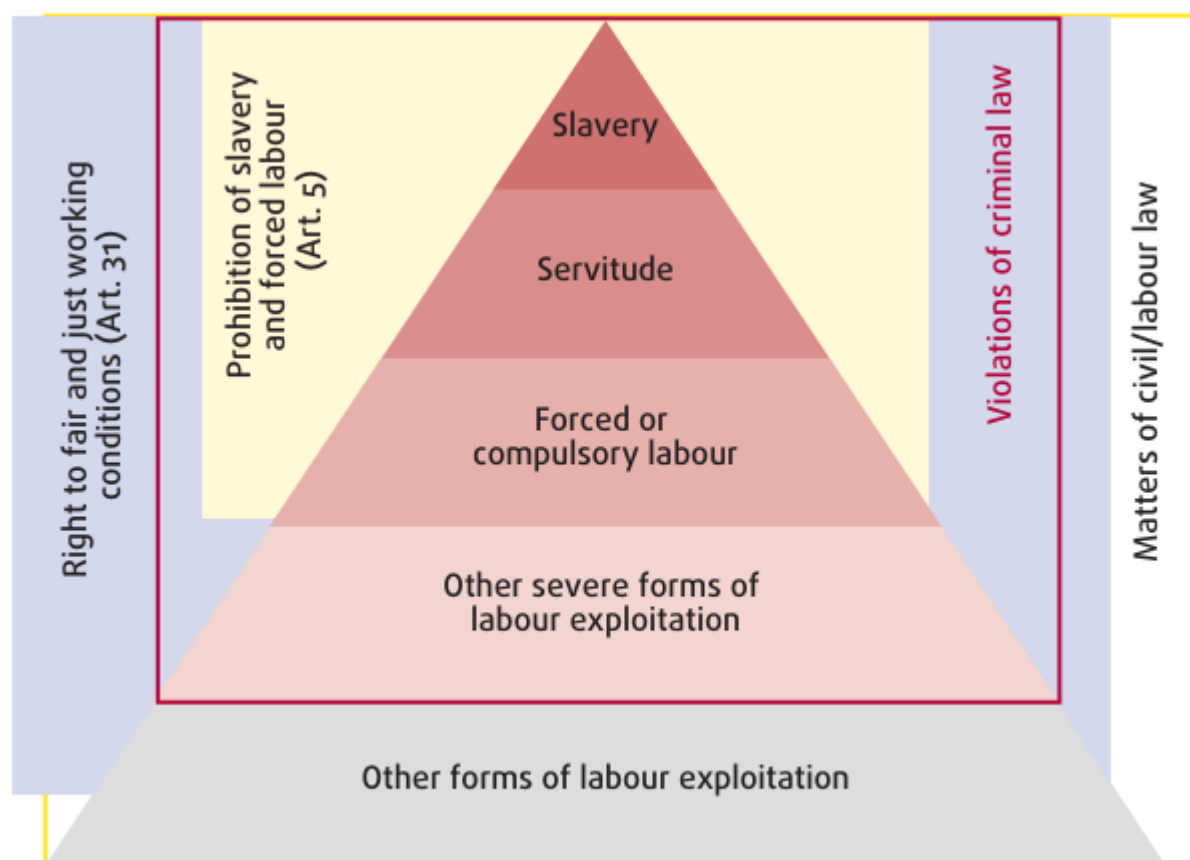 Right to fair and just working
conditions (Art. 31)
Prohibition of slavery
and forced labour
(Art. 5)
Slavery
Servitude
Forced or
compulsory labour
Other severe forms of
labour exploitation
Other forms of labour exploitation
Violations of criminal law
Matters of civil/labour law